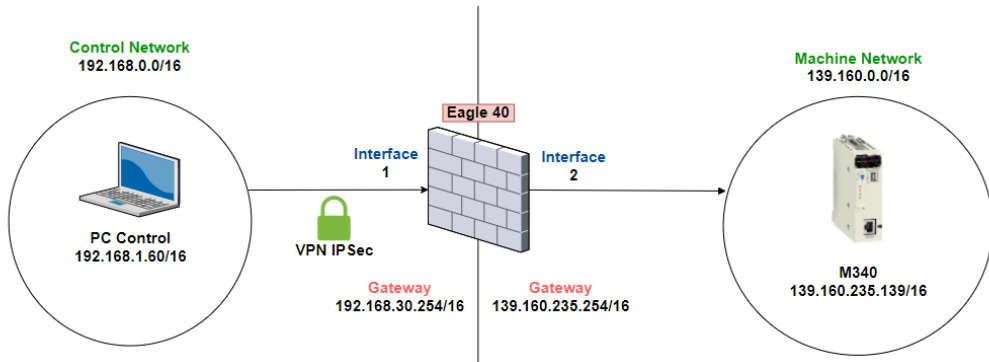 Control Network
192.168.0.0/16
PC Control
192.168.1.60/16
VPN IPSec
Eagle 40
Interface
1
Interface
2
Gateway
192.168.30.254/16
Gateway
139.160.235.254/16
Machine Network
139.160.0.0/16
M340
139.160.235.139/16